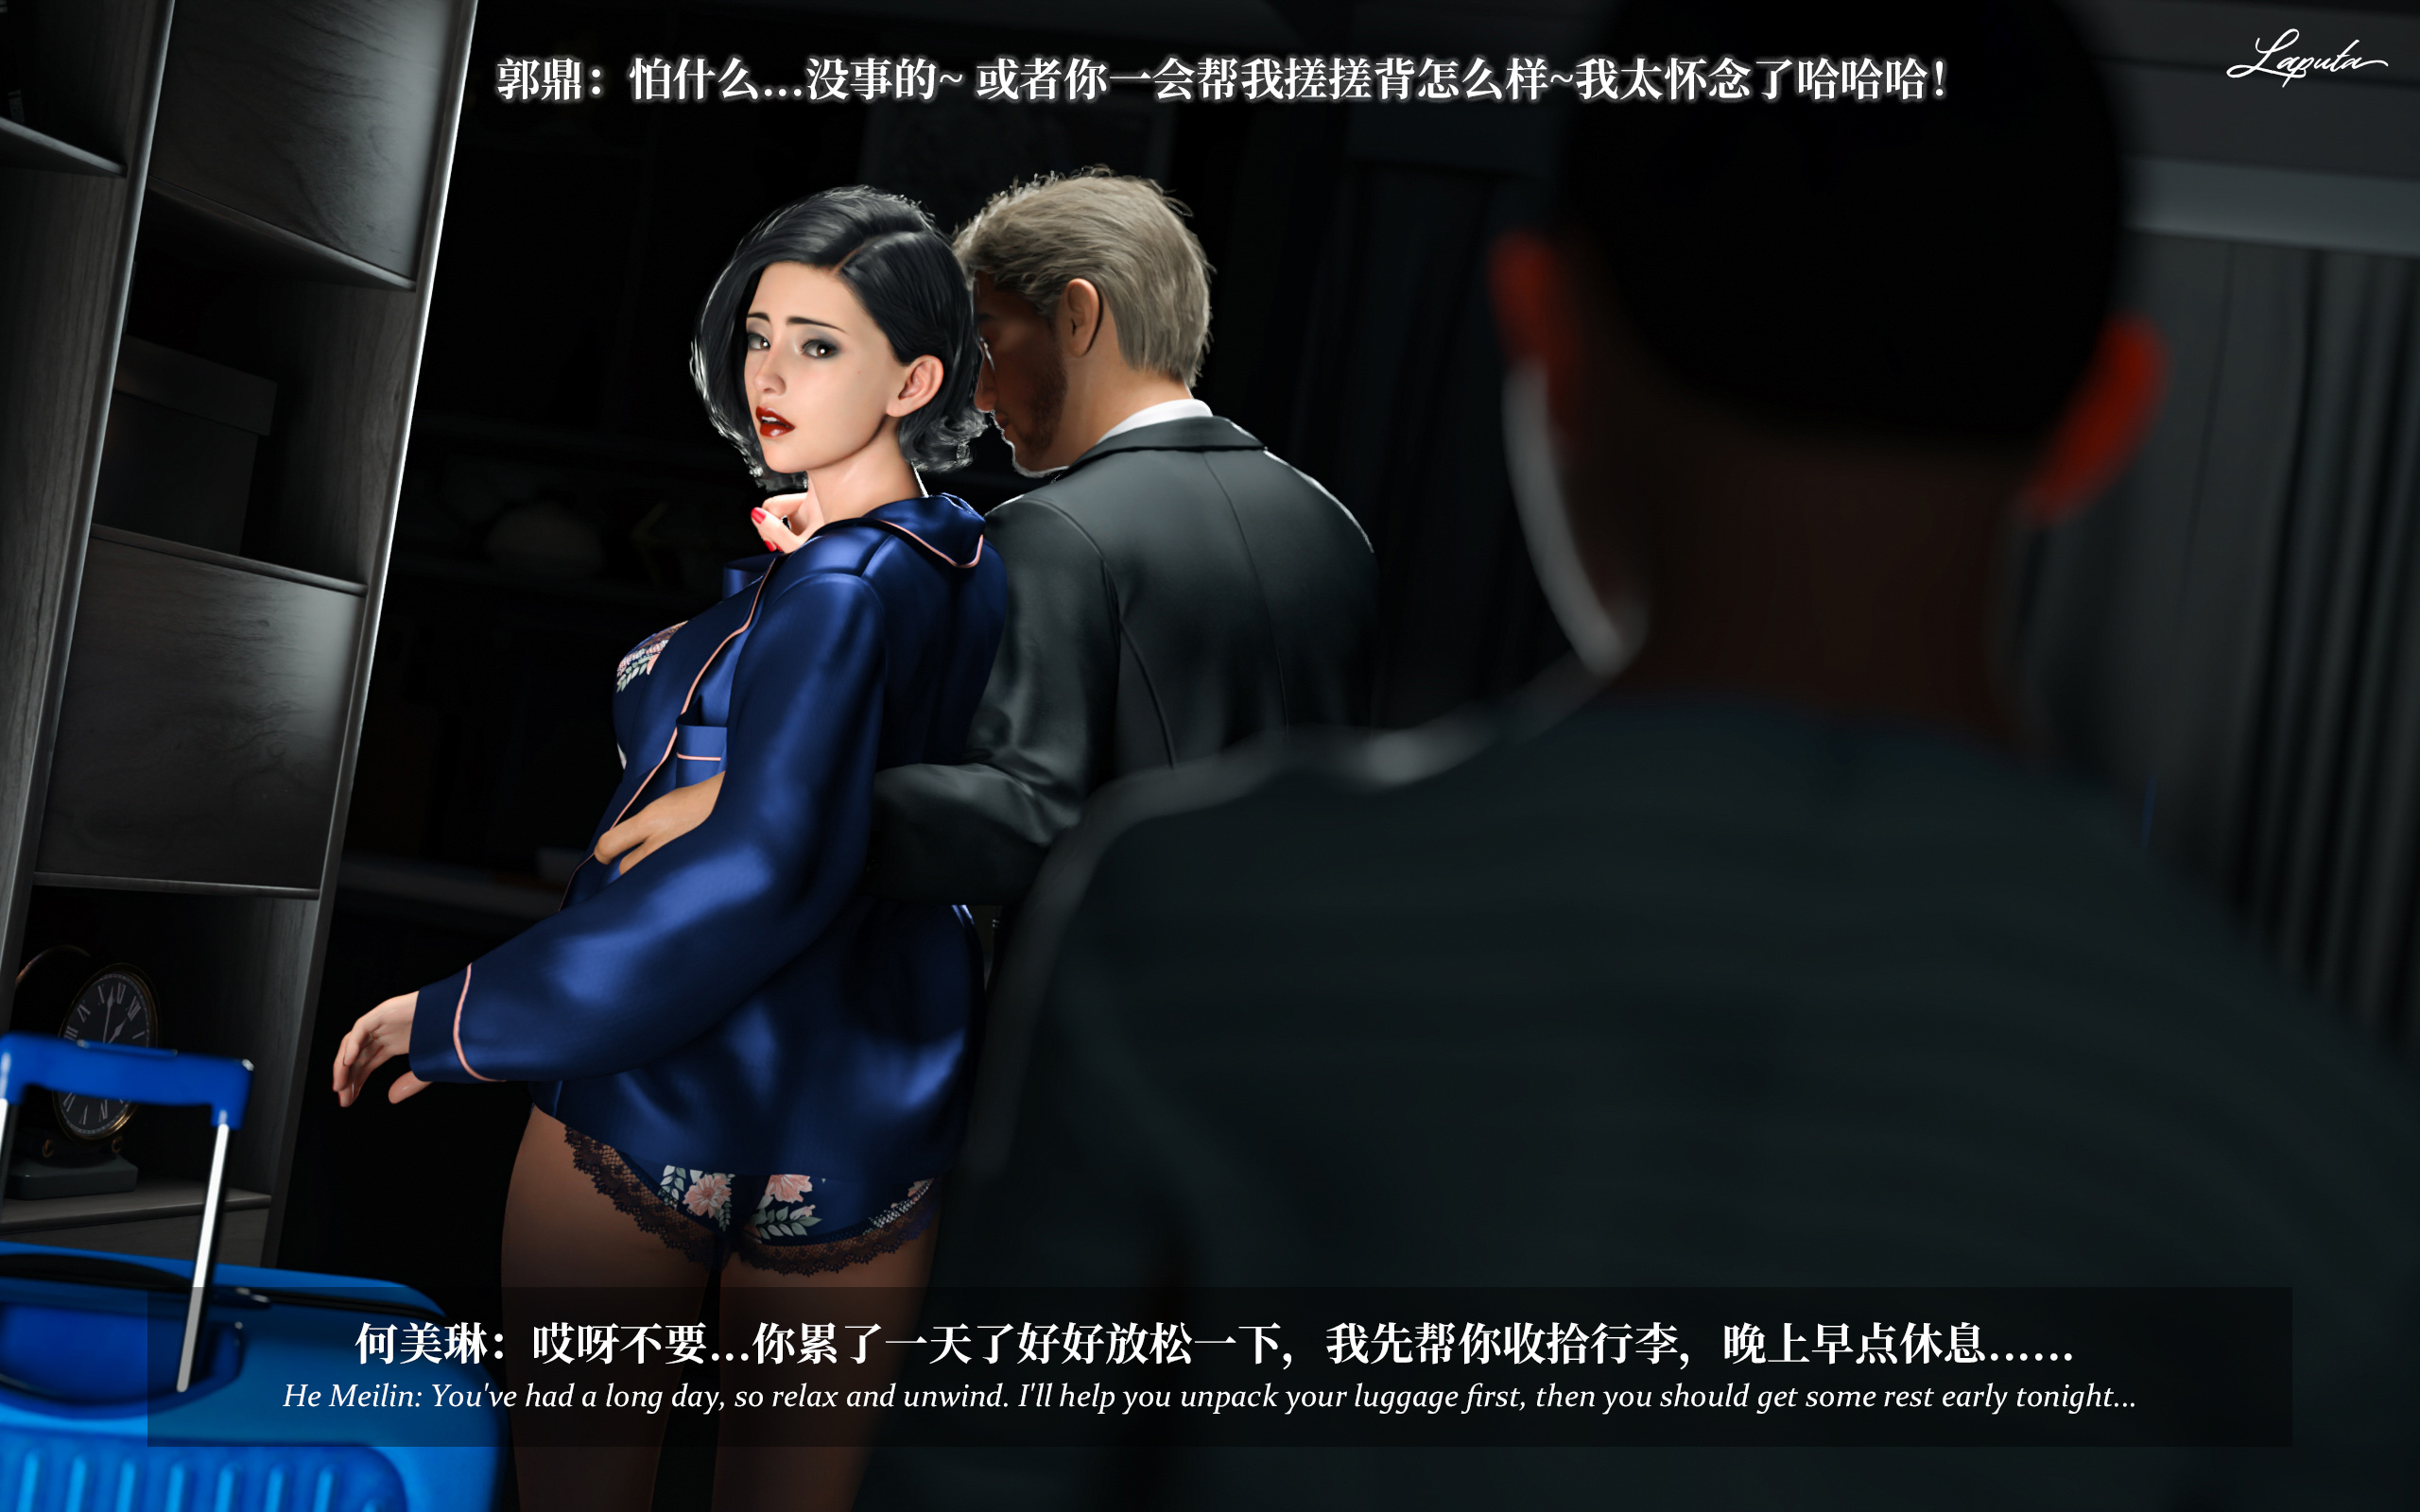 Laputa
郭鼎：怕什么...没事的~ 或者你一会帮我搓搓背怎么样~我太怀念了哈哈哈！
何美琳：哎呀不要...你累了一天了好好放松一下，我先帮你收拾行李，晚上早点休息......
He Meilin: You've had a long day, so relax and unwind. I'll help you unpack your luggage first, then you should get some rest early tonight...